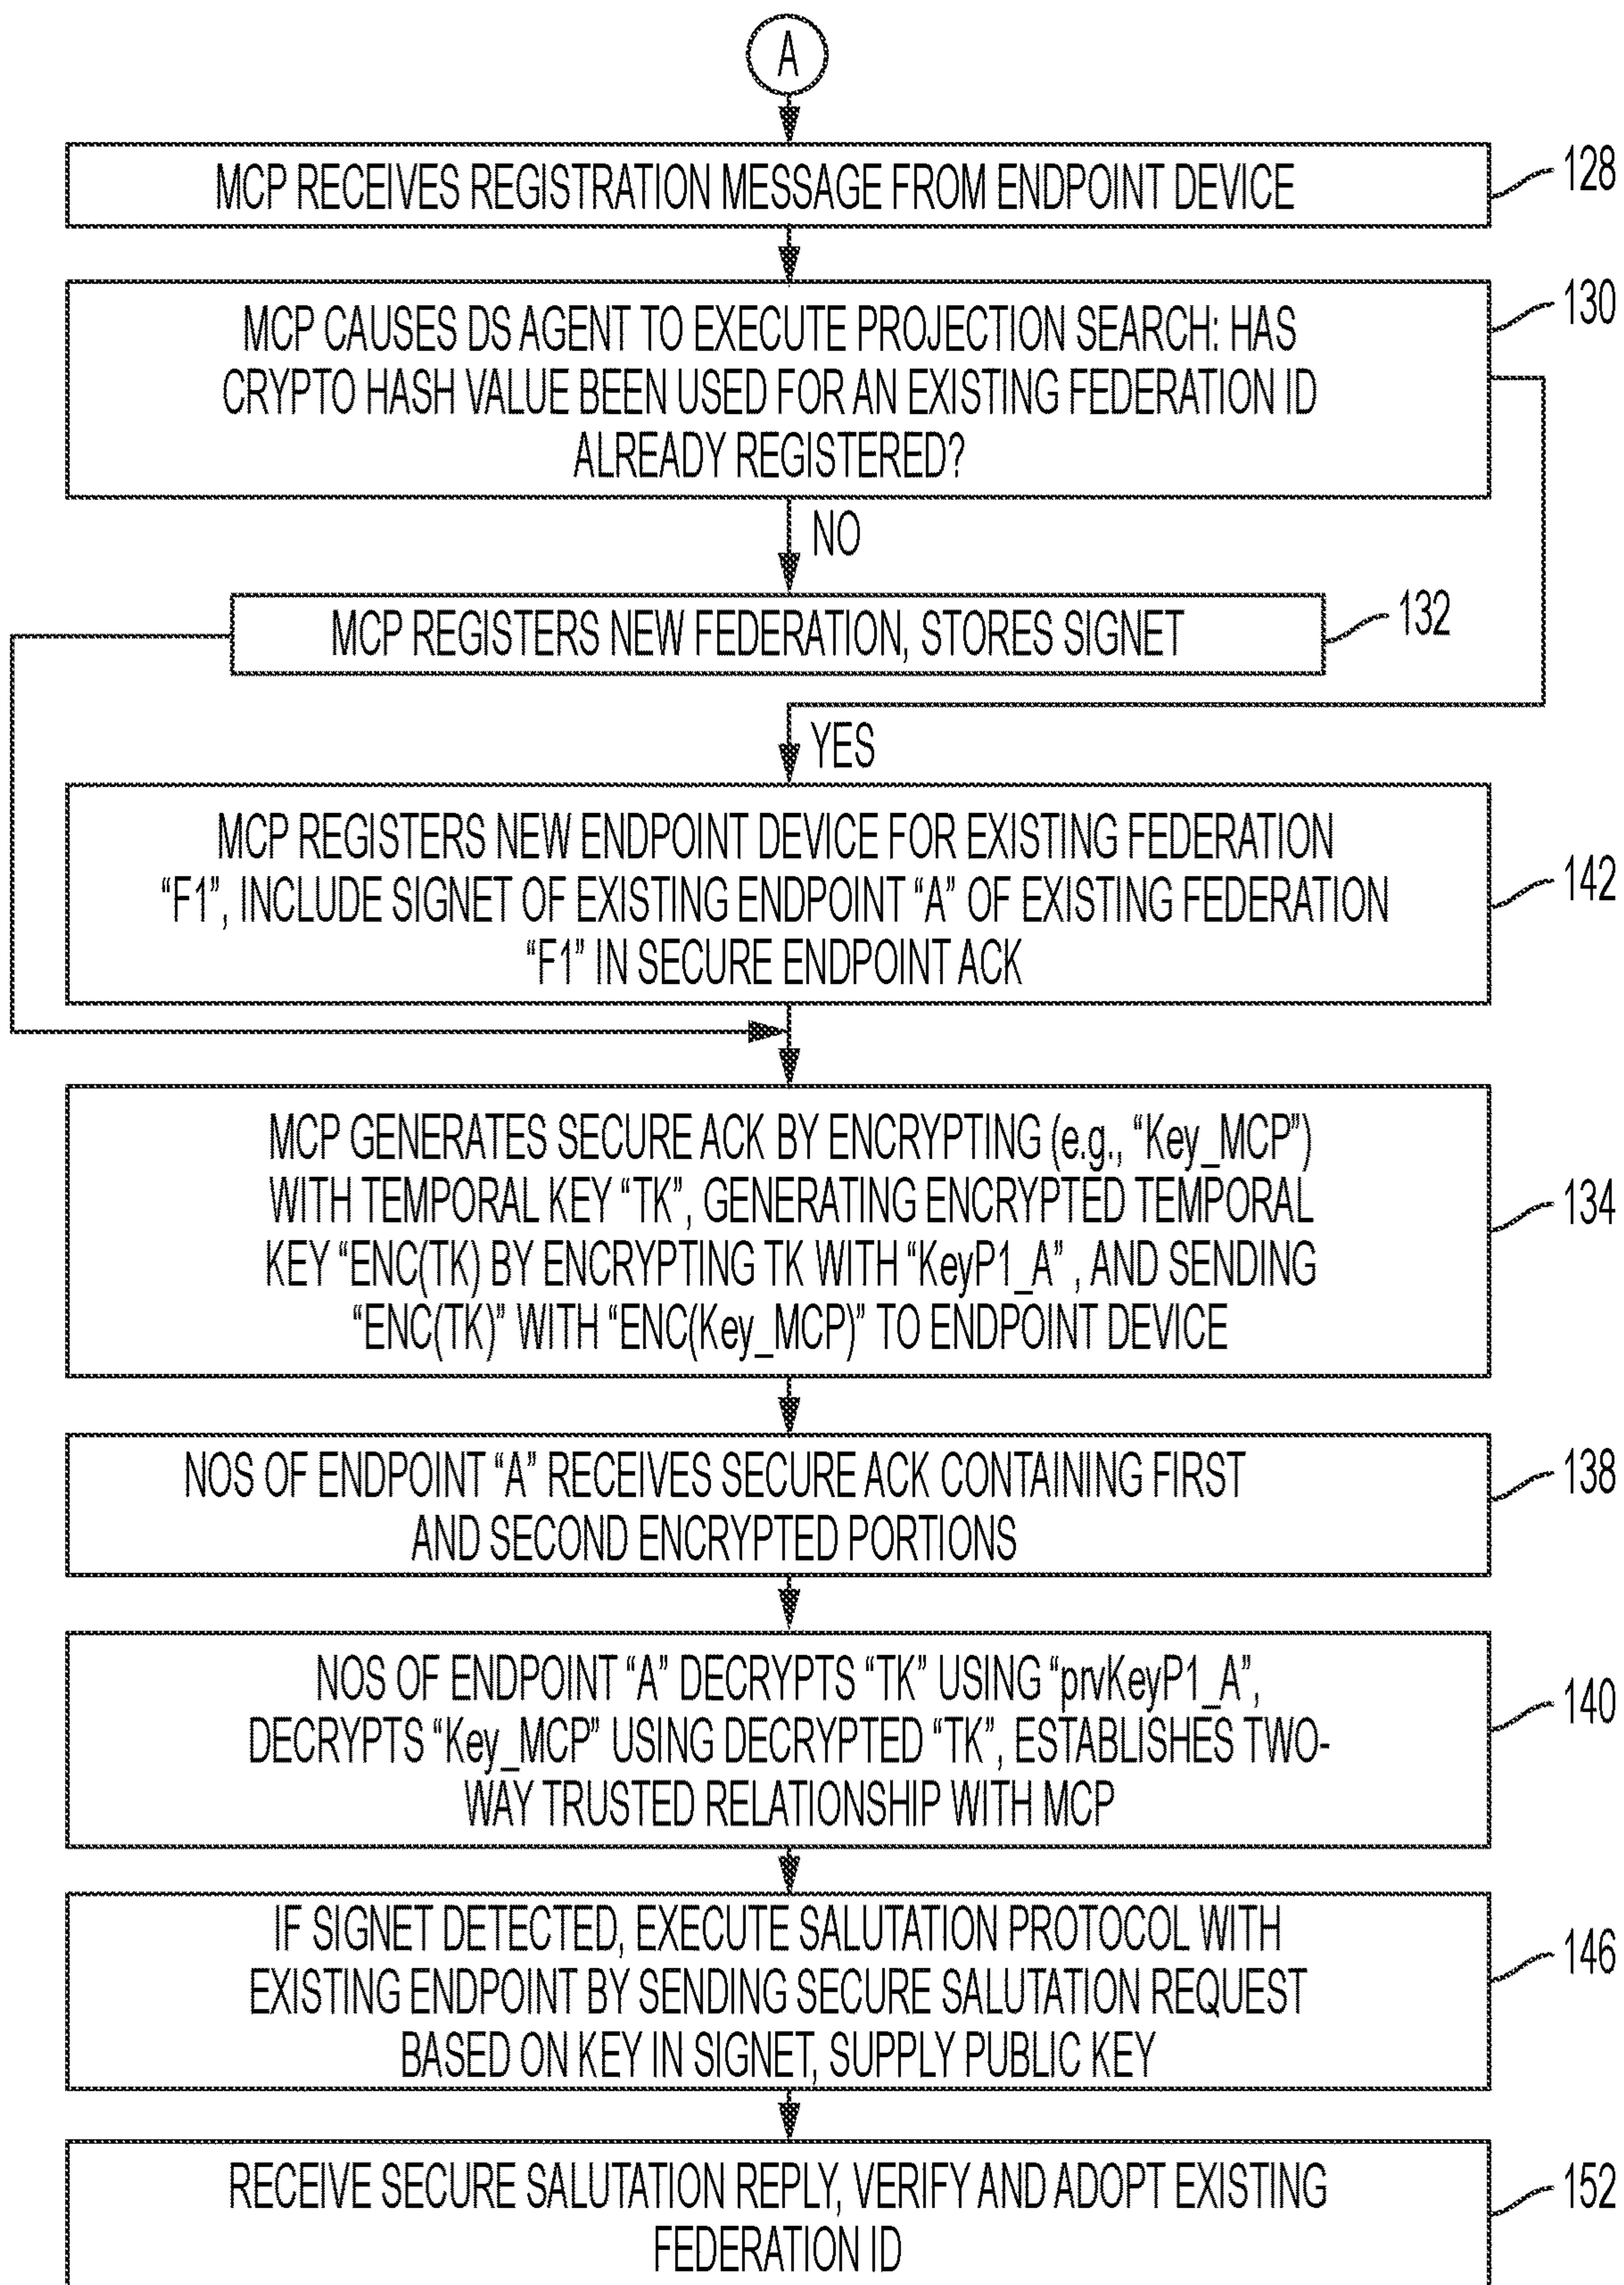 A
MCP RECEIVES REGISTRATION MESSAGE FROM ENDPOINT DEVICE
128
MCP CAUSES DS AGENT TO EXECUTE PROJECTION SEARCH: HAS
CRYPTO HASH VALUE BEEN USED FOR AN EXISTING FEDERATION ID
ALREADY REGISTERED?
130
NO
MCP REGISTERS NEW FEDERATION, STORES SIGNET
132
YES
MCP REGISTERS NEW ENDPOINT DEVICE FOR EXISTING FEDERATION
“F1”, INCLUDE SIGNET OF EXISTING ENDPOINT “A” OF EXISTING FEDERATION
“F1” IN SECURE ENDPOINT ACK
142
MCP GENERATES SECURE ACK BY ENCRYPTING (e.g., “Key_MCP”)
WITH TEMPORAL KEY “TK”, GENERATING ENCRYPTED TEMPORAL
KEY “ENC(TK) BY ENCRYPTING TK WITH “KeyP1_A” , AND SENDING
“ENC(TK)” WITH “ENC(Key_MCP)” TO ENDPOINT DEVICE
134
NOS OF ENDPOINT “A” RECEIVES SECURE ACK CONTAINING FIRST
AND SECOND ENCRYPTED PORTIONS
138
NOS OF ENDPOINT “A” DECRYPTS “TK” USING “prvKeyP1_A”,
DECRYPTS “Key_MCP” USING DECRYPTED “TK”, ESTABLISHES TWO-
WAY TRUSTED RELATIONSHIP WITH MCP
140
IF SIGNET DETECTED, EXECUTE SALUTATION PROTOCOL WITH
EXISTING ENDPOINT BY SENDING SECURE SALUTATION REQUEST
BASED ON KEY IN SIGNET, SUPPLY PUBLIC KEY
146
RECEIVE SECURE SALUTATION REPLY, VERIFY AND ADOPT EXISTING
FEDERATION ID
152